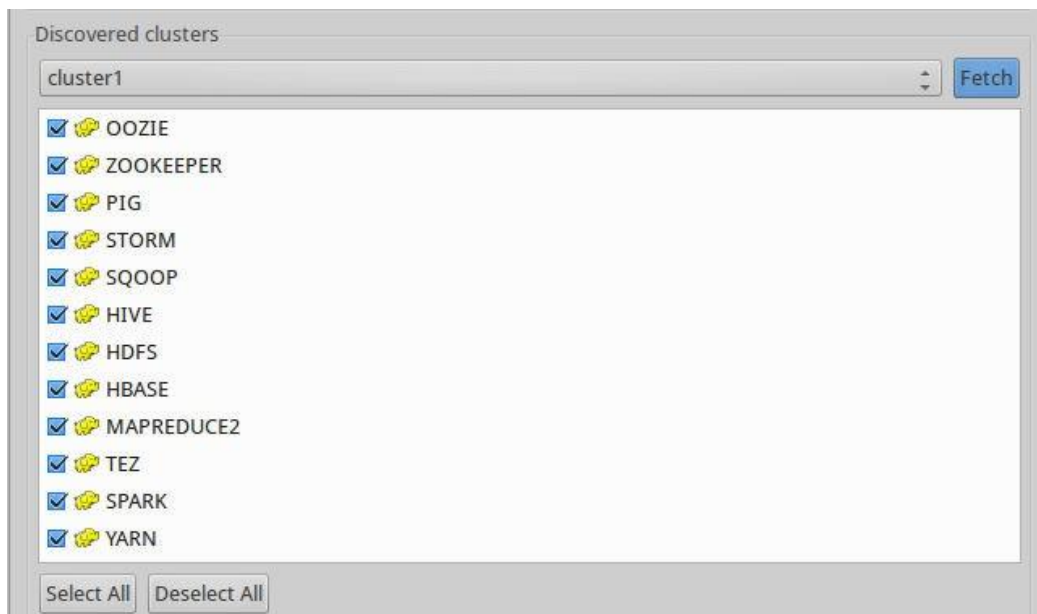 Discovered clusters
cluster1 Fetch
OOZIE
ZOOKEEPER
PIG
STORM
SQOOP
HIVE
HDFS
HBASE
MAPREDUCE2
TEZ
SPARK
YARN
Select All Deselect All